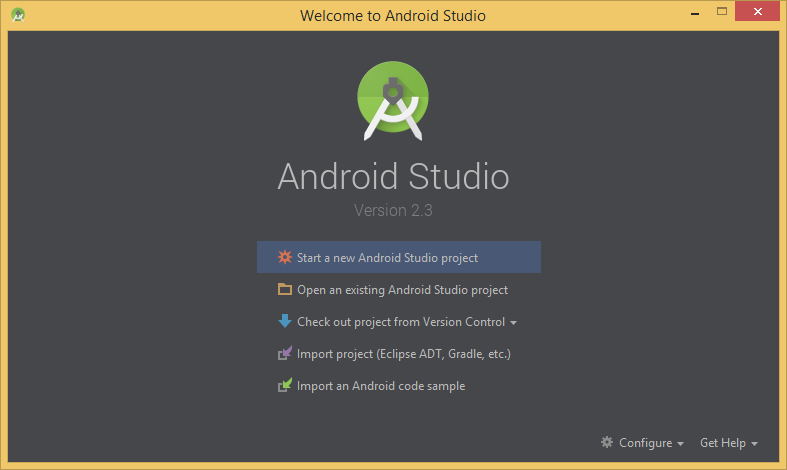 Welcome to Android Studio
Android Studio
Version 2.3
Start a new Android Studio project
Open an existing Android Studio project
Check out project from Version Control
Import project (Eclipse ADT, Gradle, etc.)
Import an Android code sample
Configure Get Help